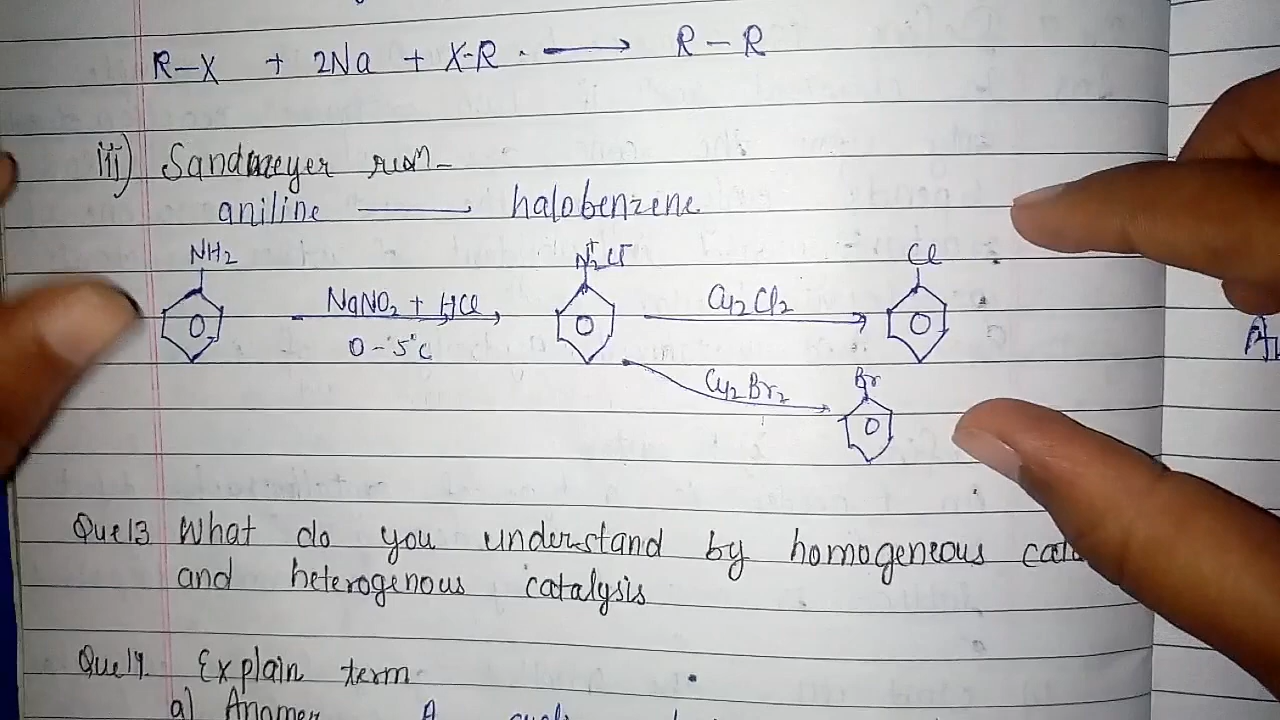 R-X + 2Na + X-R. → R-R
iii) Sandmeyer rxn-
aniline → halobenzene
NH2 N2+Cl- Cl
NaNO2 + HCl Cu2Cl2
0-5°C
Cu2Br2 Br
Que13 What do you understand by homogeneous
and heterogenous catalysis
Que14. Explain term
a) Anomer A